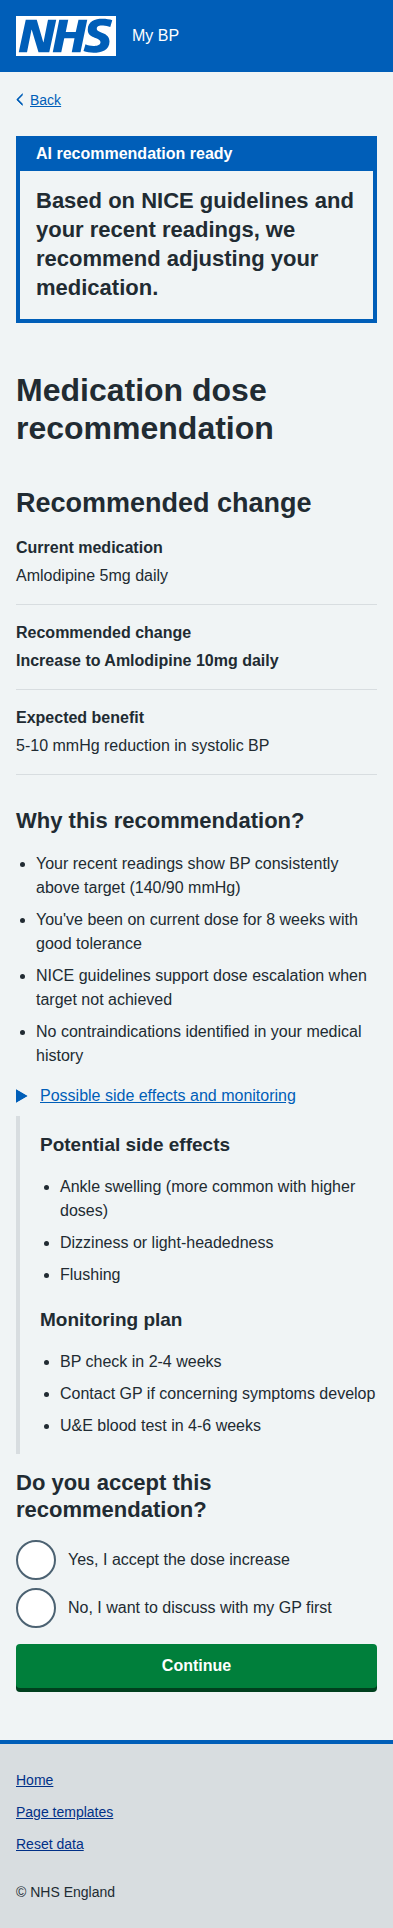 NHS My BP
Back
AI recommendation ready
Based on NICE guidelines and
your recent readings, we
recommend adjusting your
medication.
Medication dose
recommendation
Recommended change
Current medication
Amlodipine 5mg daily
Recommended change
Increase to Amlodipine 10mg daily
Expected benefit
5-10 mmHg reduction in systolic BP
Why this recommendation?
Your recent readings show BP consistently
above target (140/90 mmHg)
You've been on current dose for 8 weeks with
good tolerance
NICE guidelines support dose escalation when
target not achieved
No contraindications identified in your medical
history
Possible side effects and monitoring
Potential side effects
Ankle swelling (more common with higher
doses)
Dizziness or light-headedness
Flushing
Monitoring plan
BP check in 2-4 weeks
Contact GP if concerning symptoms develop
U&E blood test in 4-6 weeks
Do you accept this
recommendation?
Yes, I accept the dose increase
No, I want to discuss with my GP first
Continue
Home
Page templates
Reset data
© NHS England